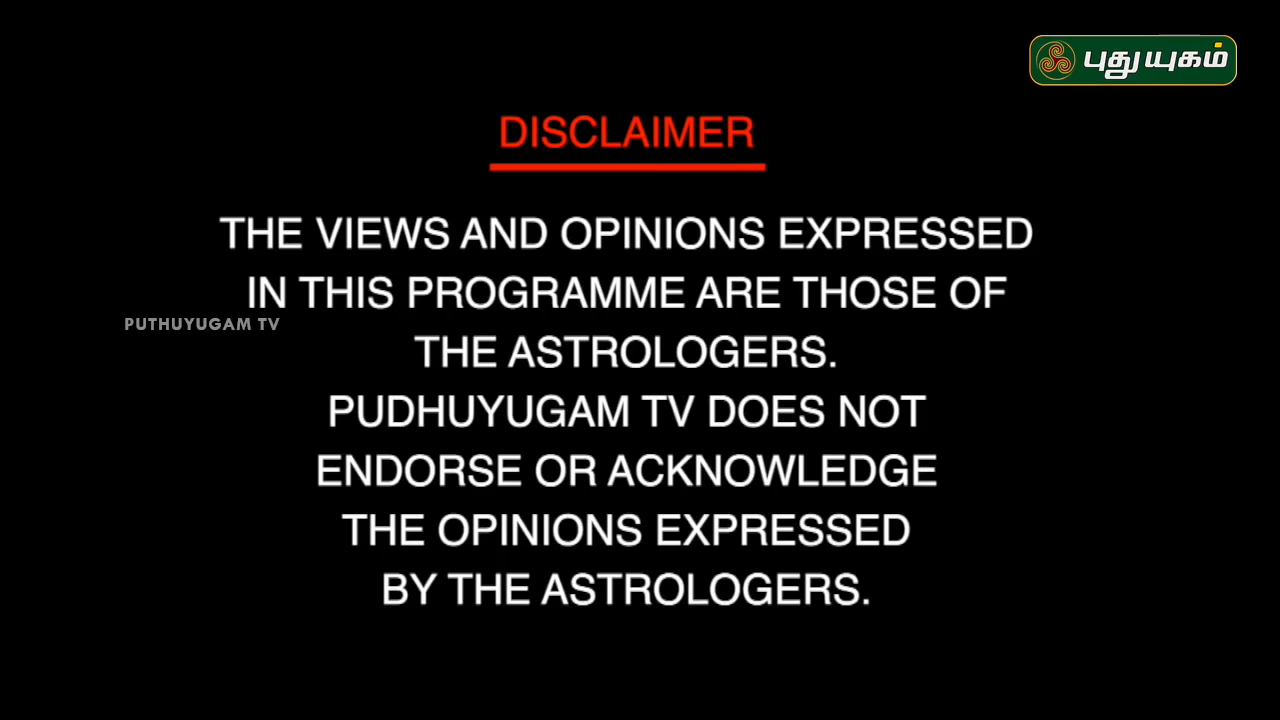 புதுயுகம்
DISCLAIMER
THE VIEWS AND OPINIONS EXPRESSED
IN THIS PROGRAMME ARE THOSE OF
PUTHUYUGAM TV
THE ASTROLOGERS.
PUDHUYUGAM TV DOES NOT
ENDORSE OR ACKNOWLEDGE
THE OPINIONS EXPRESSED
BY THE ASTROLOGERS.